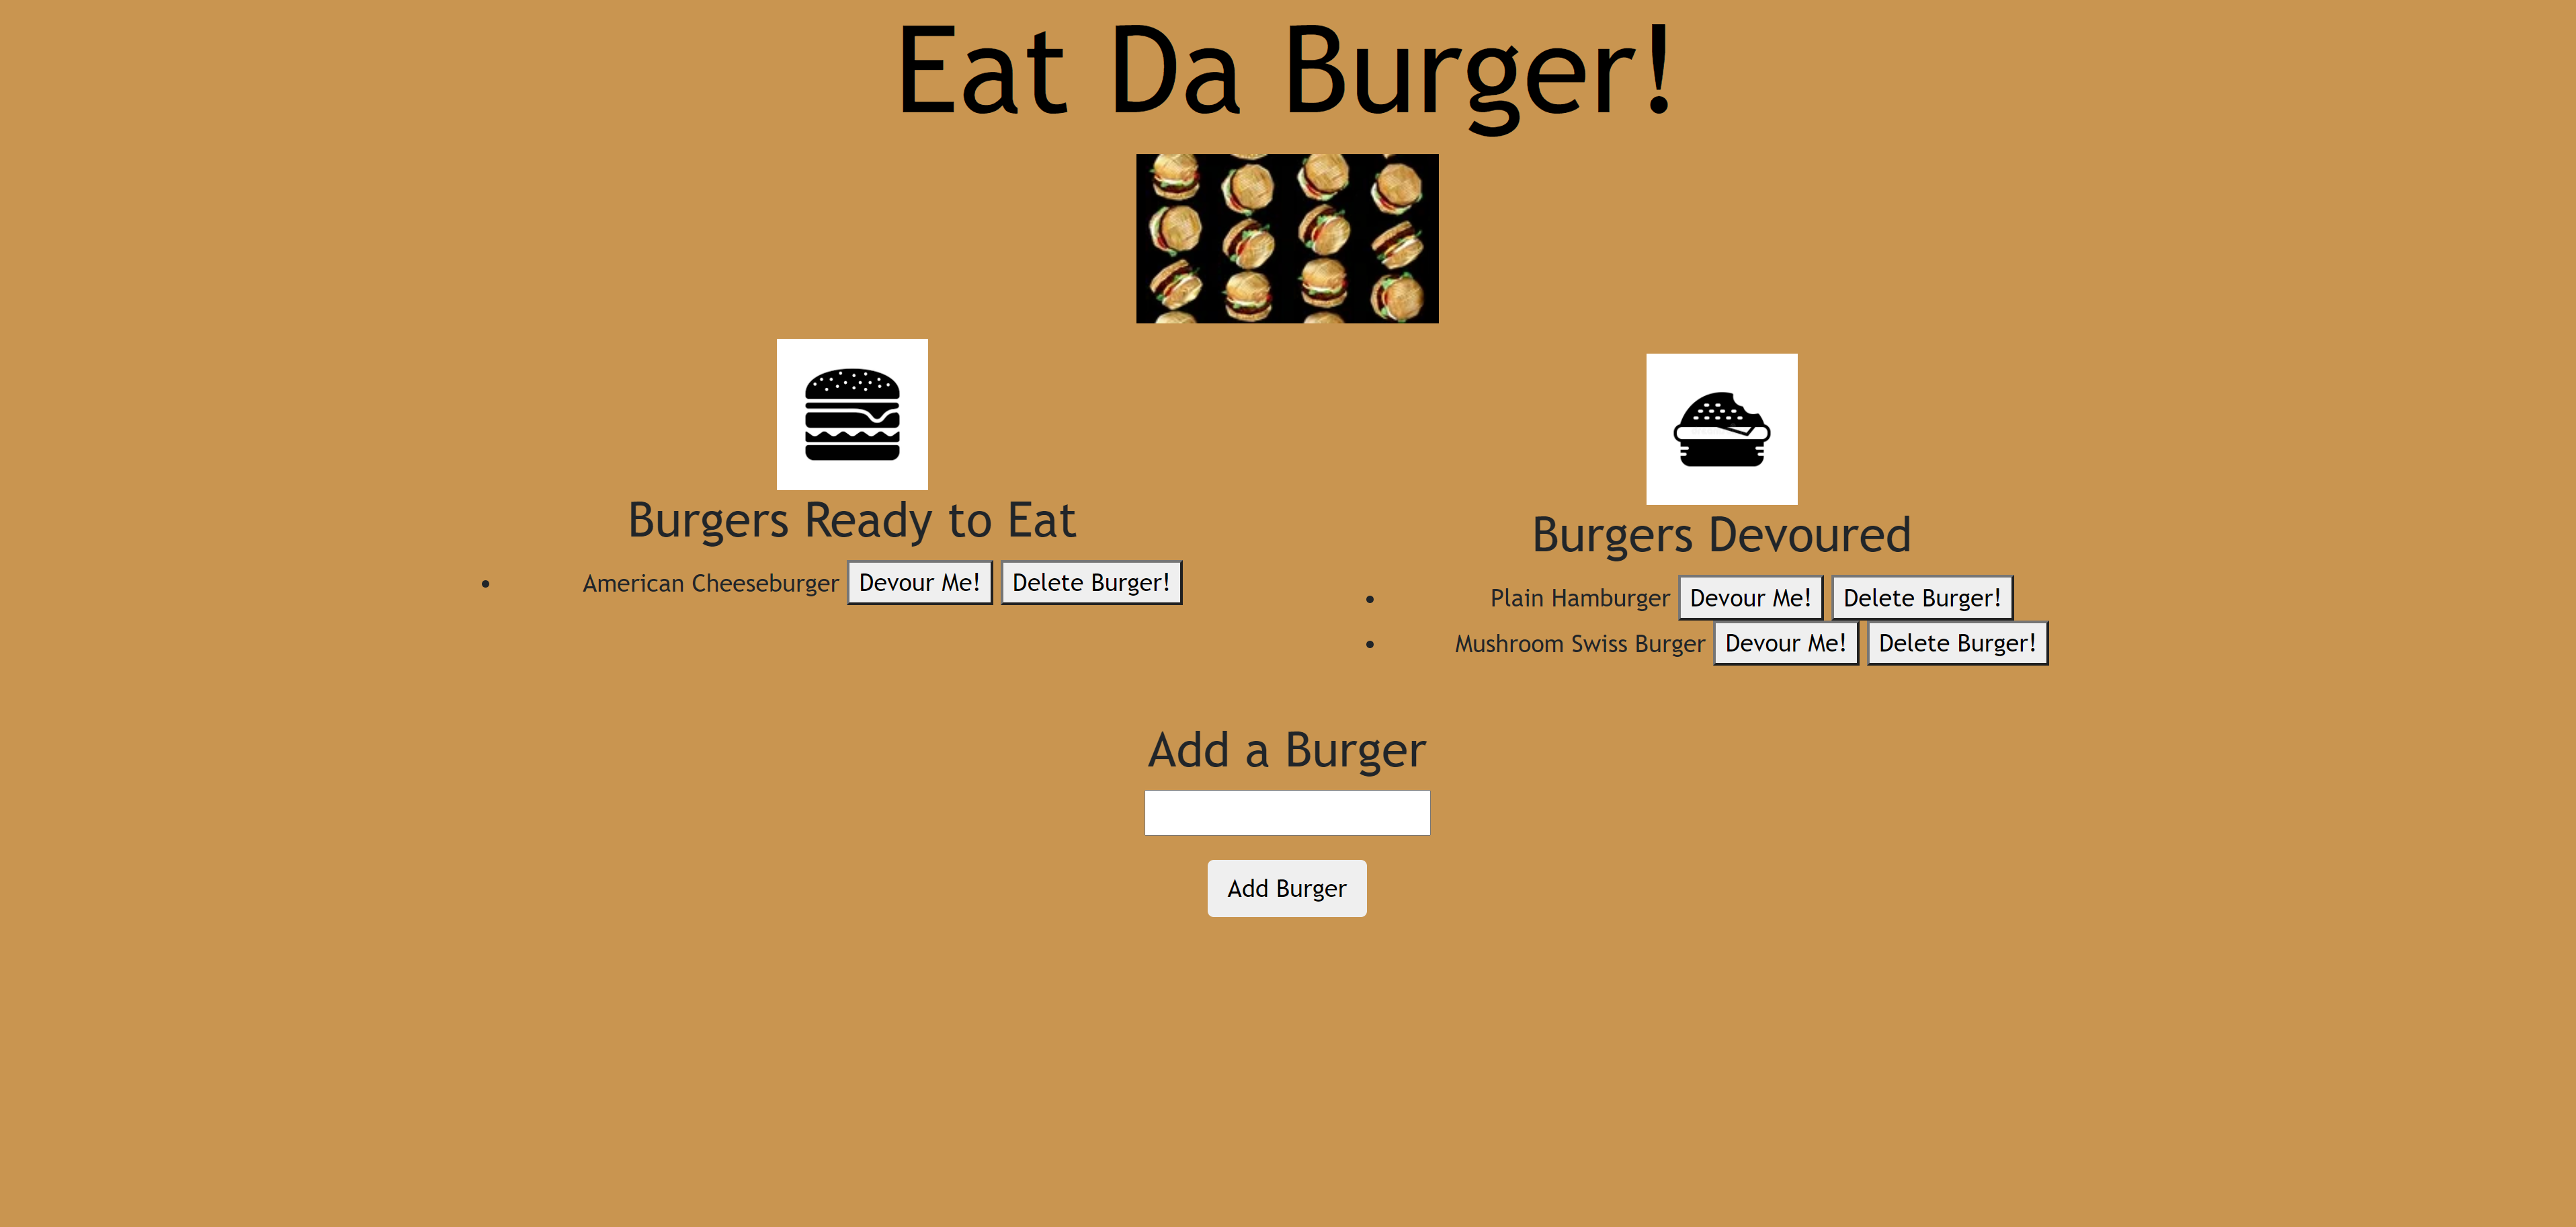 Eat Da Burger!
Burgers Ready to Eat
American Cheeseburger Devour Me! Delete Burger!
Burgers Devoured
Plain Hamburger Devour Me! Delete Burger!
Mushroom Swiss Burger Devour Me! Delete Burger!
Add a Burger
Add Burger